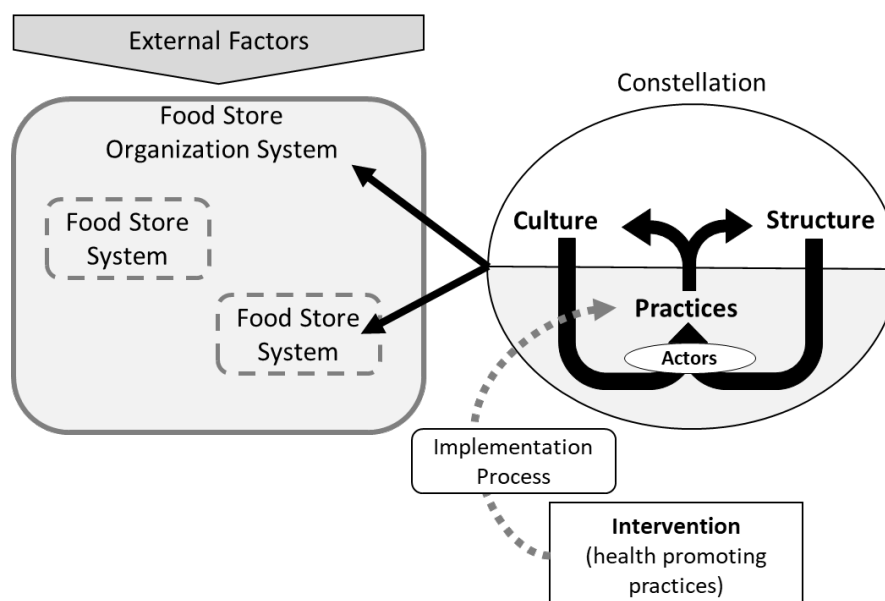 External Factors
Food Store
Organization System
Food Store
System
Food Store
System
Constellation
Culture
Structure
Practices
Actors
Implementation
Process
Intervention
(health promoting
practices)